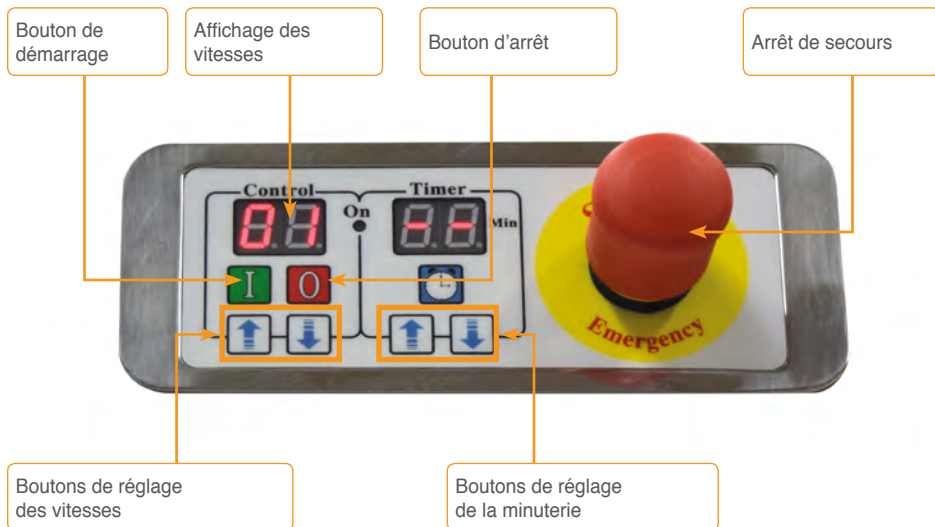 Bouton de
démarrage
Affichage des
vitesses
Bouton d'arrêt
Arrêt de secours
Control
Timer
On
01
--
Min
I
O
Emergency
Boutons de réglage
des vitesses
Boutons de réglage
de la minuterie